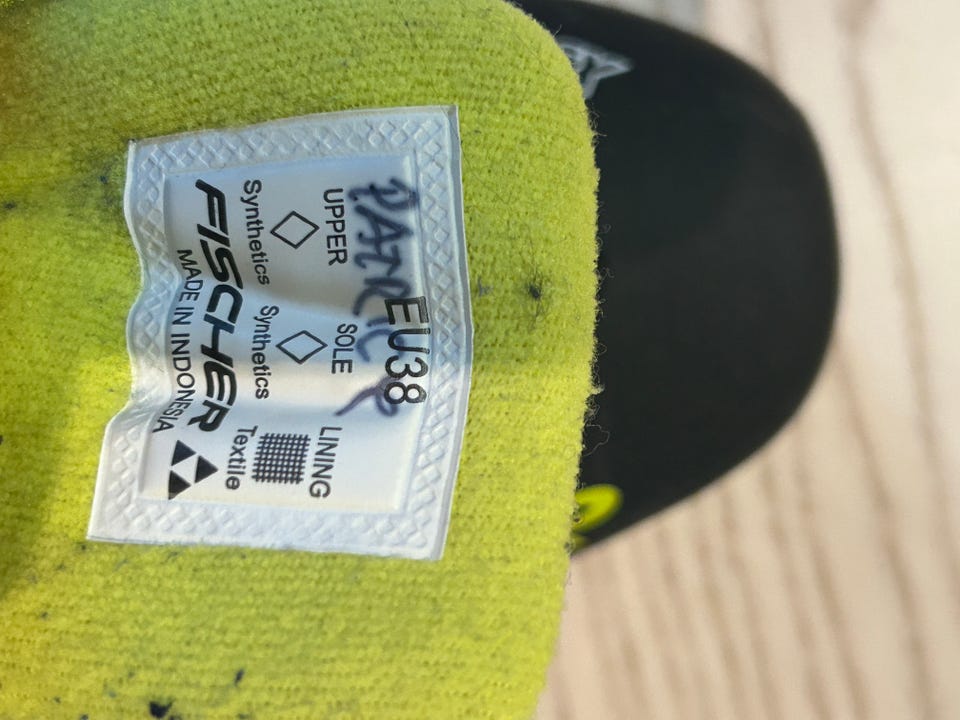 EU38
UPPER SOLE LINING
Synthetics Synthetics Textile
FISCHER
MADE IN INDONESIA